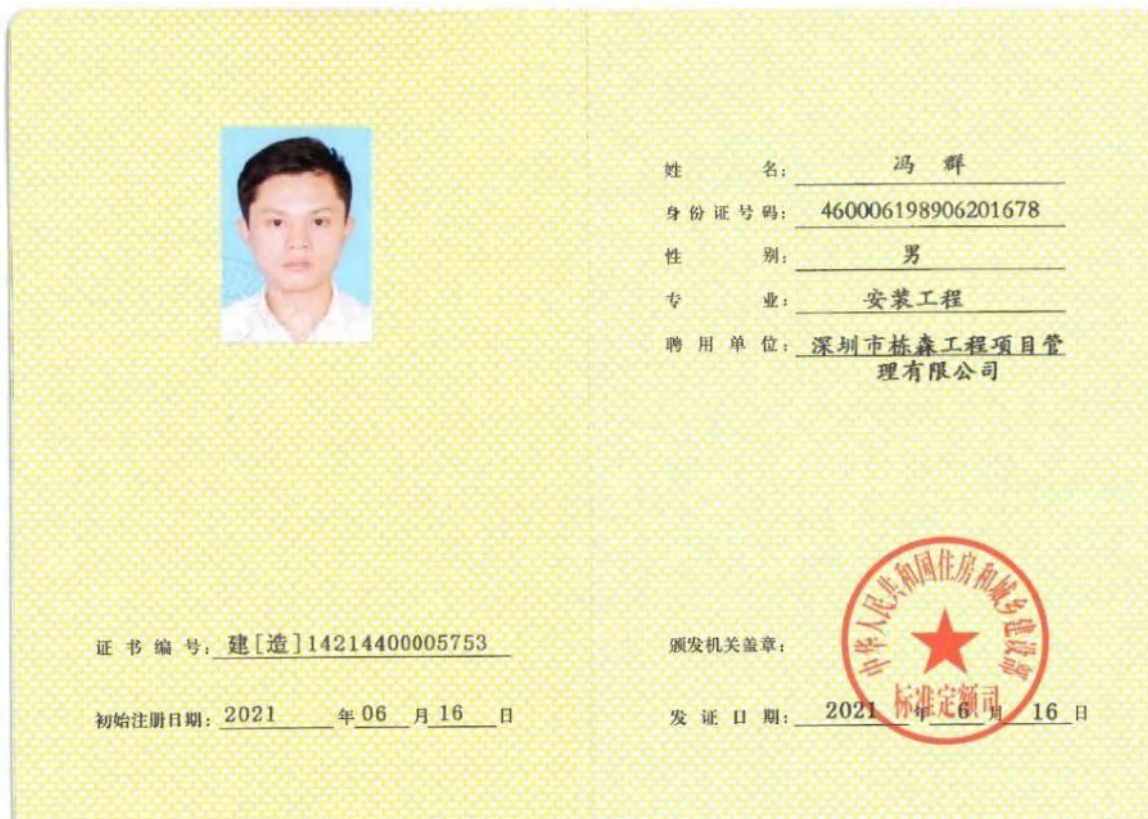 姓名：冯群
身份证号码：460006198906201678
性别：男
专业：安装工程
聘用单位：深圳市栋森工程项目管
理有限公司
证书编号：建[造]14214400005753
初始注册日期：2021年06月16日
颁发机关盖章：
中华人民共和国住房和城乡建设部
标准定额司
发证日期：2021年6月16日